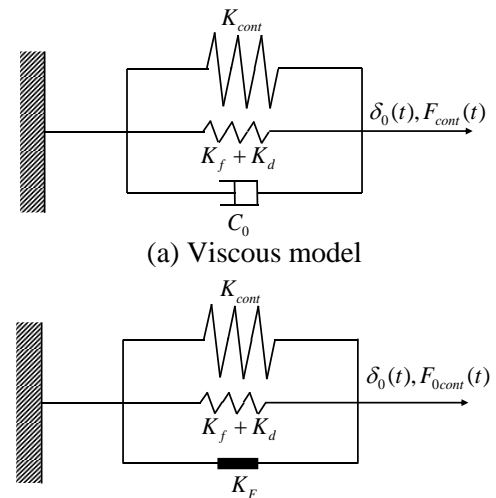 K_cont
δ_0(t), F_cont(t)
K_f + K_d
C_0
(a) Viscous model
K_cont
δ_0(t), F_0cont(t)
K_f + K_d
K_F